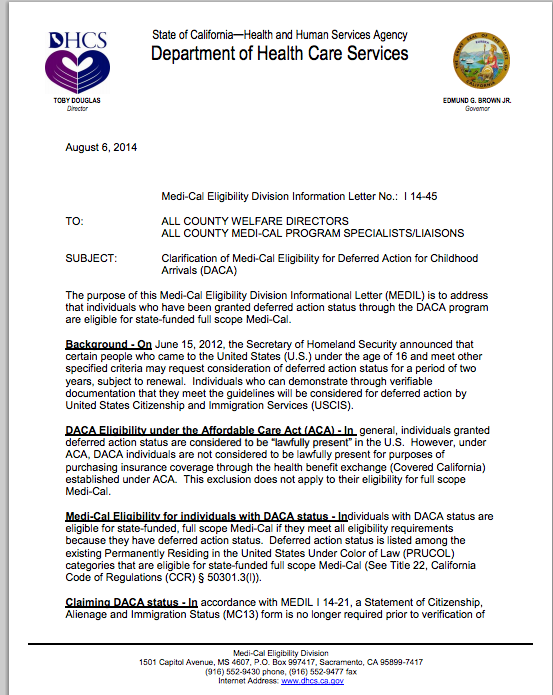 DHCS
State of California—Health and Human Services Agency
Department of Health Care Services
TOBY DOUGLAS
Director
EDMUND G. BROWN JR.
Governor
August 6, 2014
Medi-Cal Eligibility Division Information Letter No.: I 14-45
TO: ALL COUNTY WELFARE DIRECTORS
ALL COUNTY MEDI-CAL PROGRAM SPECIALISTS/LIAISONS
SUBJECT: Clarification of Medi-Cal Eligibility for Deferred Action for Childhood
Arrivals (DACA)
The purpose of this Medi-Cal Eligibility Division Informational Letter (MEDIL) is to address
that individuals who have been granted deferred action status through the DACA program
are eligible for state-funded full scope Medi-Cal.
Background - On June 15, 2012, the Secretary of Homeland Security announced that
certain people who came to the United States (U.S.) under the age of 16 and meet other
specified criteria may request consideration of deferred action status for a period of two
years, subject to renewal. Individuals who can demonstrate through verifiable
documentation that they meet the guidelines will be considered for deferred action by
United States Citizenship and Immigration Services (USCIS).
DACA Eligibility under the Affordable Care Act (ACA) - In general, individuals granted
deferred action status are considered to be “lawfully present” in the U.S. However, under
ACA, DACA individuals are not considered to be lawfully present for purposes of
purchasing insurance coverage through the health benefit exchange (Covered California)
established under ACA. This exclusion does not apply to their eligibility for full scope
Medi-Cal.
Medi-Cal Eligibility for individuals with DACA status - Individuals with DACA status are
eligible for state-funded, full scope Medi-Cal if they meet all eligibility requirements
because they have deferred action status. Deferred action status is listed among the
existing Permanently Residing in the United States Under Color of Law (PRUCOL)
categories that are eligible for state-funded full scope Medi-Cal (See Title 22, California
Code of Regulations (CCR) § 50301.3(I)).
Claiming DACA status - In accordance with MEDIL I 14-21, a Statement of Citizenship,
Alienage and Immigration Status (MC13) form is no longer required prior to verification of
Medi-Cal Eligibility Division
1501 Capitol Avenue, MS 4607, P.O. Box 997417, Sacramento, CA 95899-7417
(916) 552-9430 phone, (916) 552-9477 fax
Internet Address: www.dhcs.ca.gov